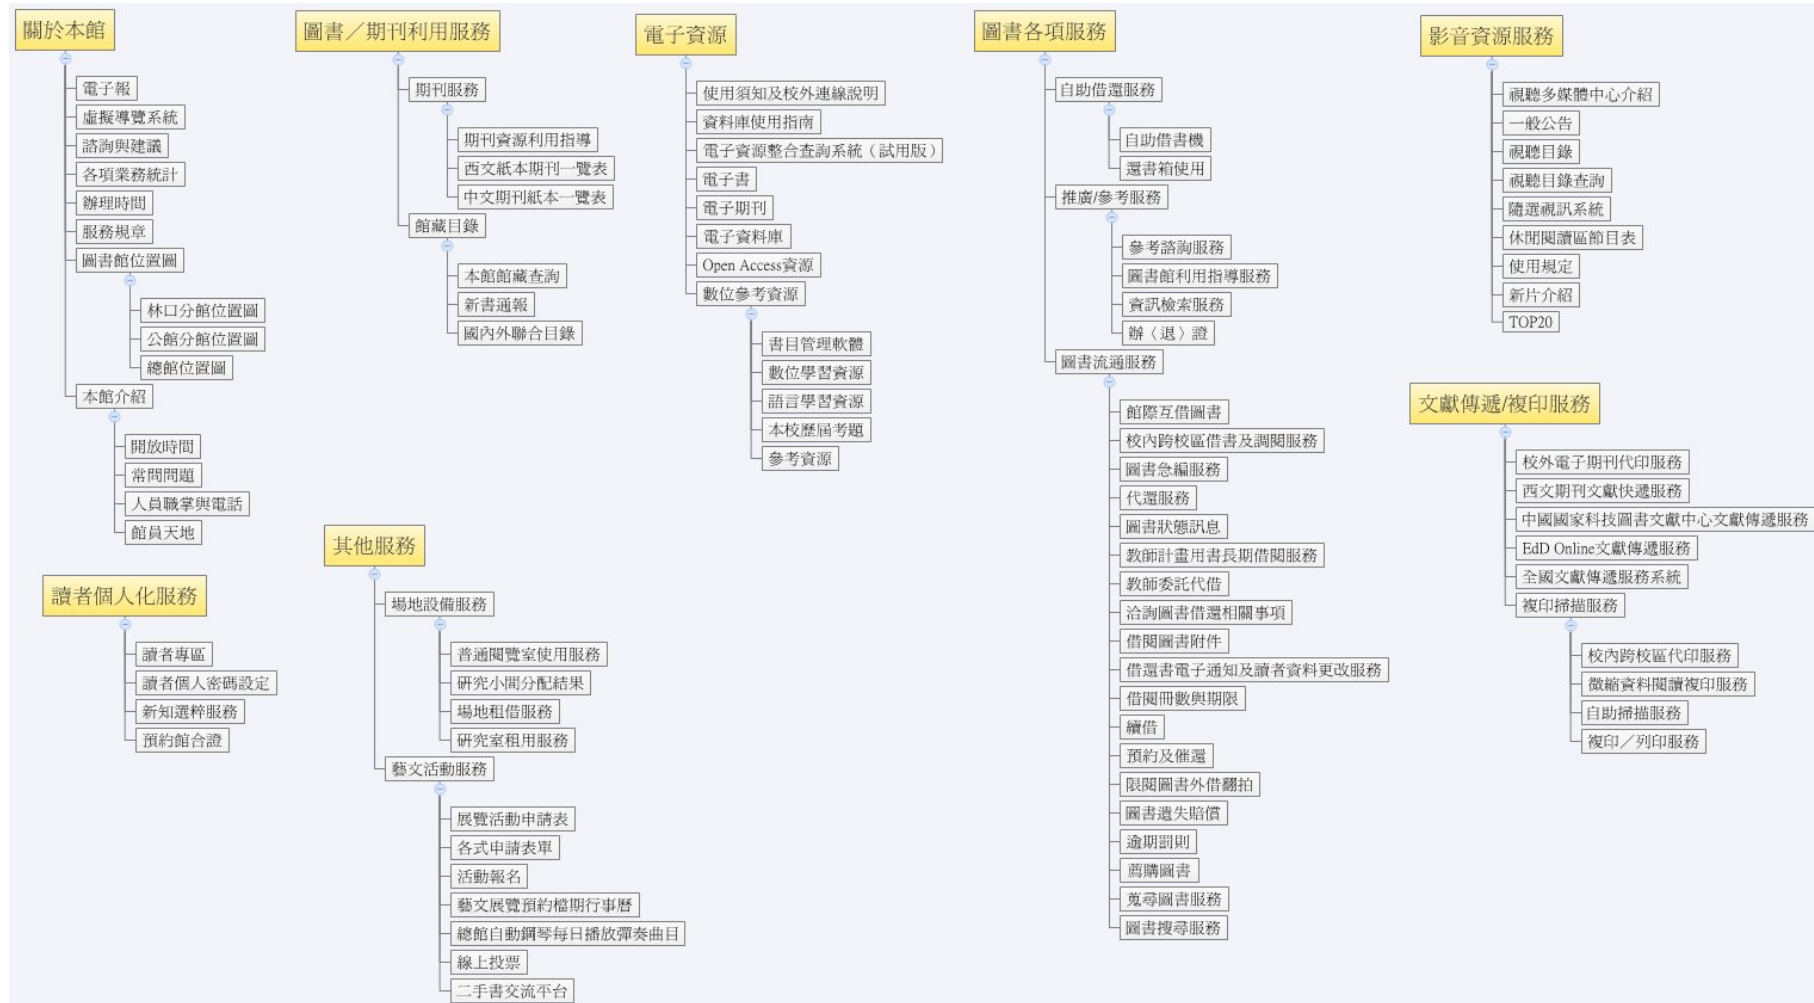 關於本館
電子報
虛擬導覽系統
諮詢與建議
各項業務統計
辦理時間
服務規章
圖書館位置圖
林口分館位置圖
公館分館位置圖
總館位置圖
本館介紹
開放時間
常問問題
人員職掌與電話
館員天地
讀者個人化服務
讀者專區
讀者個人密碼設定
新知選粹服務
預約館合證
圖書／期刊利用服務
期刊服務
期刊資源利用指導
西文紙本期刊一覽表
中文期刊紙本一覽表
館藏目錄
本館館藏查詢
新書通報
國內外聯合目錄
其他服務
場地設備服務
普通閱覽室使用服務
研究小間分配結果
場地租借服務
研究室租用服務
藝文活動服務
展覽活動申請表
各式申請表單
活動報名
藝文展覽預約檔期行事曆
總館自動鋼琴每日播放彈奏曲目
線上投票
二手書交流平台
電子資源
使用須知及校外連線說明
資料庫使用指南
電子資源整合查詢系統（試用版）
電子書
電子期刊
電子資料庫
Open Access資源
數位參考資源
書目管理軟體
數位學習資源
語言學習資源
本校歷屆考題
參考資源
圖書各項服務
自助借還服務
自助借書機
還書箱使用
推廣/參考服務
參考諮詢服務
圖書館利用指導服務
資訊檢索服務
辦〈退〉證
圖書流通服務
館際互借圖書
校內跨校區借書及調閱服務
圖書急編服務
代還服務
圖書狀態訊息
教師計畫用書長期借閱服務
教師委託代借
洽詢圖書借還相關事項
借閱圖書附件
借還書電子通知及讀者資料更改服務
借閱冊數與期限
續借
預約及催還
限閱圖書外借翻拍
圖書遺失賠償
逾期罰則
薦購圖書
蒐尋圖書服務
圖書搜尋服務
影音資源服務
視聽多媒體中心介紹
一般公告
視聽目錄
視聽目錄查詢
隨選視訊系統
休閒閱讀區節目表
使用規定
新片介紹
TOP20
文獻傳遞/複印服務
校外電子期刊代印服務
西文期刊文獻快遞服務
中國國家科技圖書文獻中心文獻傳遞服務
EdD Online文獻傳遞服務
全國文獻傳遞服務系統
複印掃描服務
校內跨校區代印服務
微縮資料閱讀複印服務
自助掃描服務
複印／列印服務